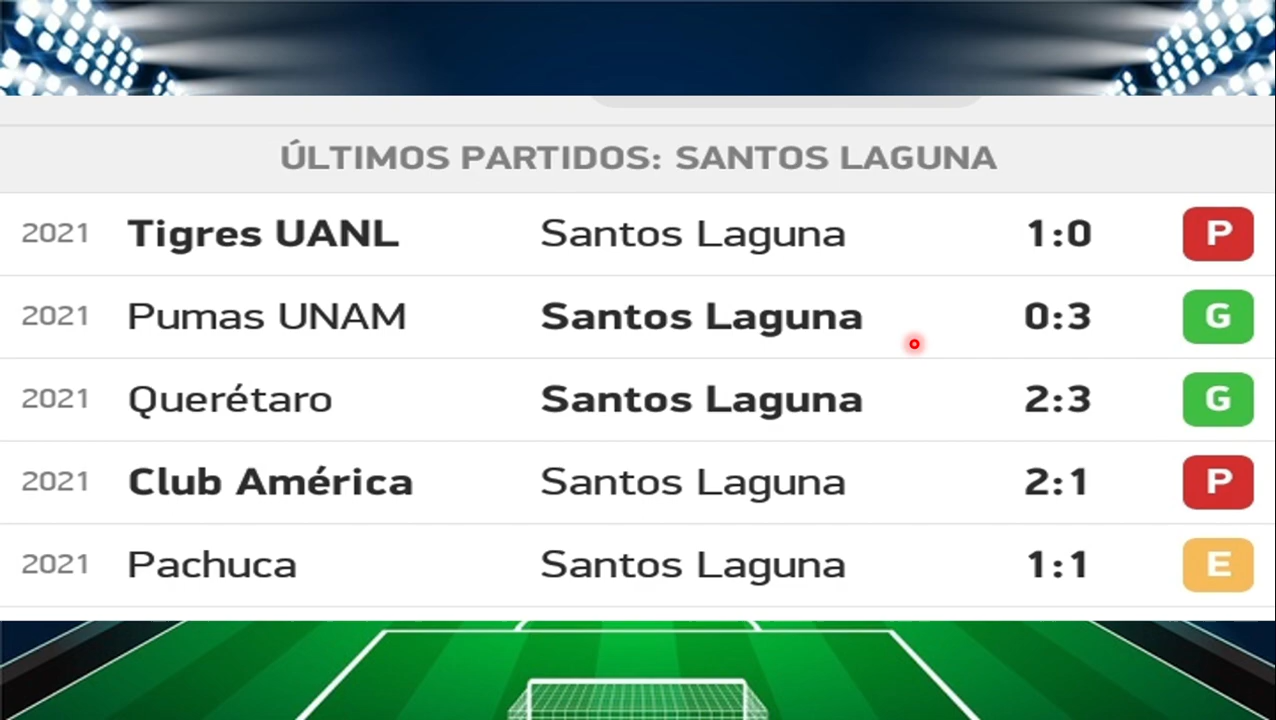 ÚLTIMOS PARTIDOS: SANTOS LAGUNA
2021 Tigres UANL Santos Laguna 1:0 P
2021 Pumas UNAM Santos Laguna 0:3 G
2021 Querétaro Santos Laguna 2:3 G
2021 Club América Santos Laguna 2:1 P
2021 Pachuca Santos Laguna 1:1 E